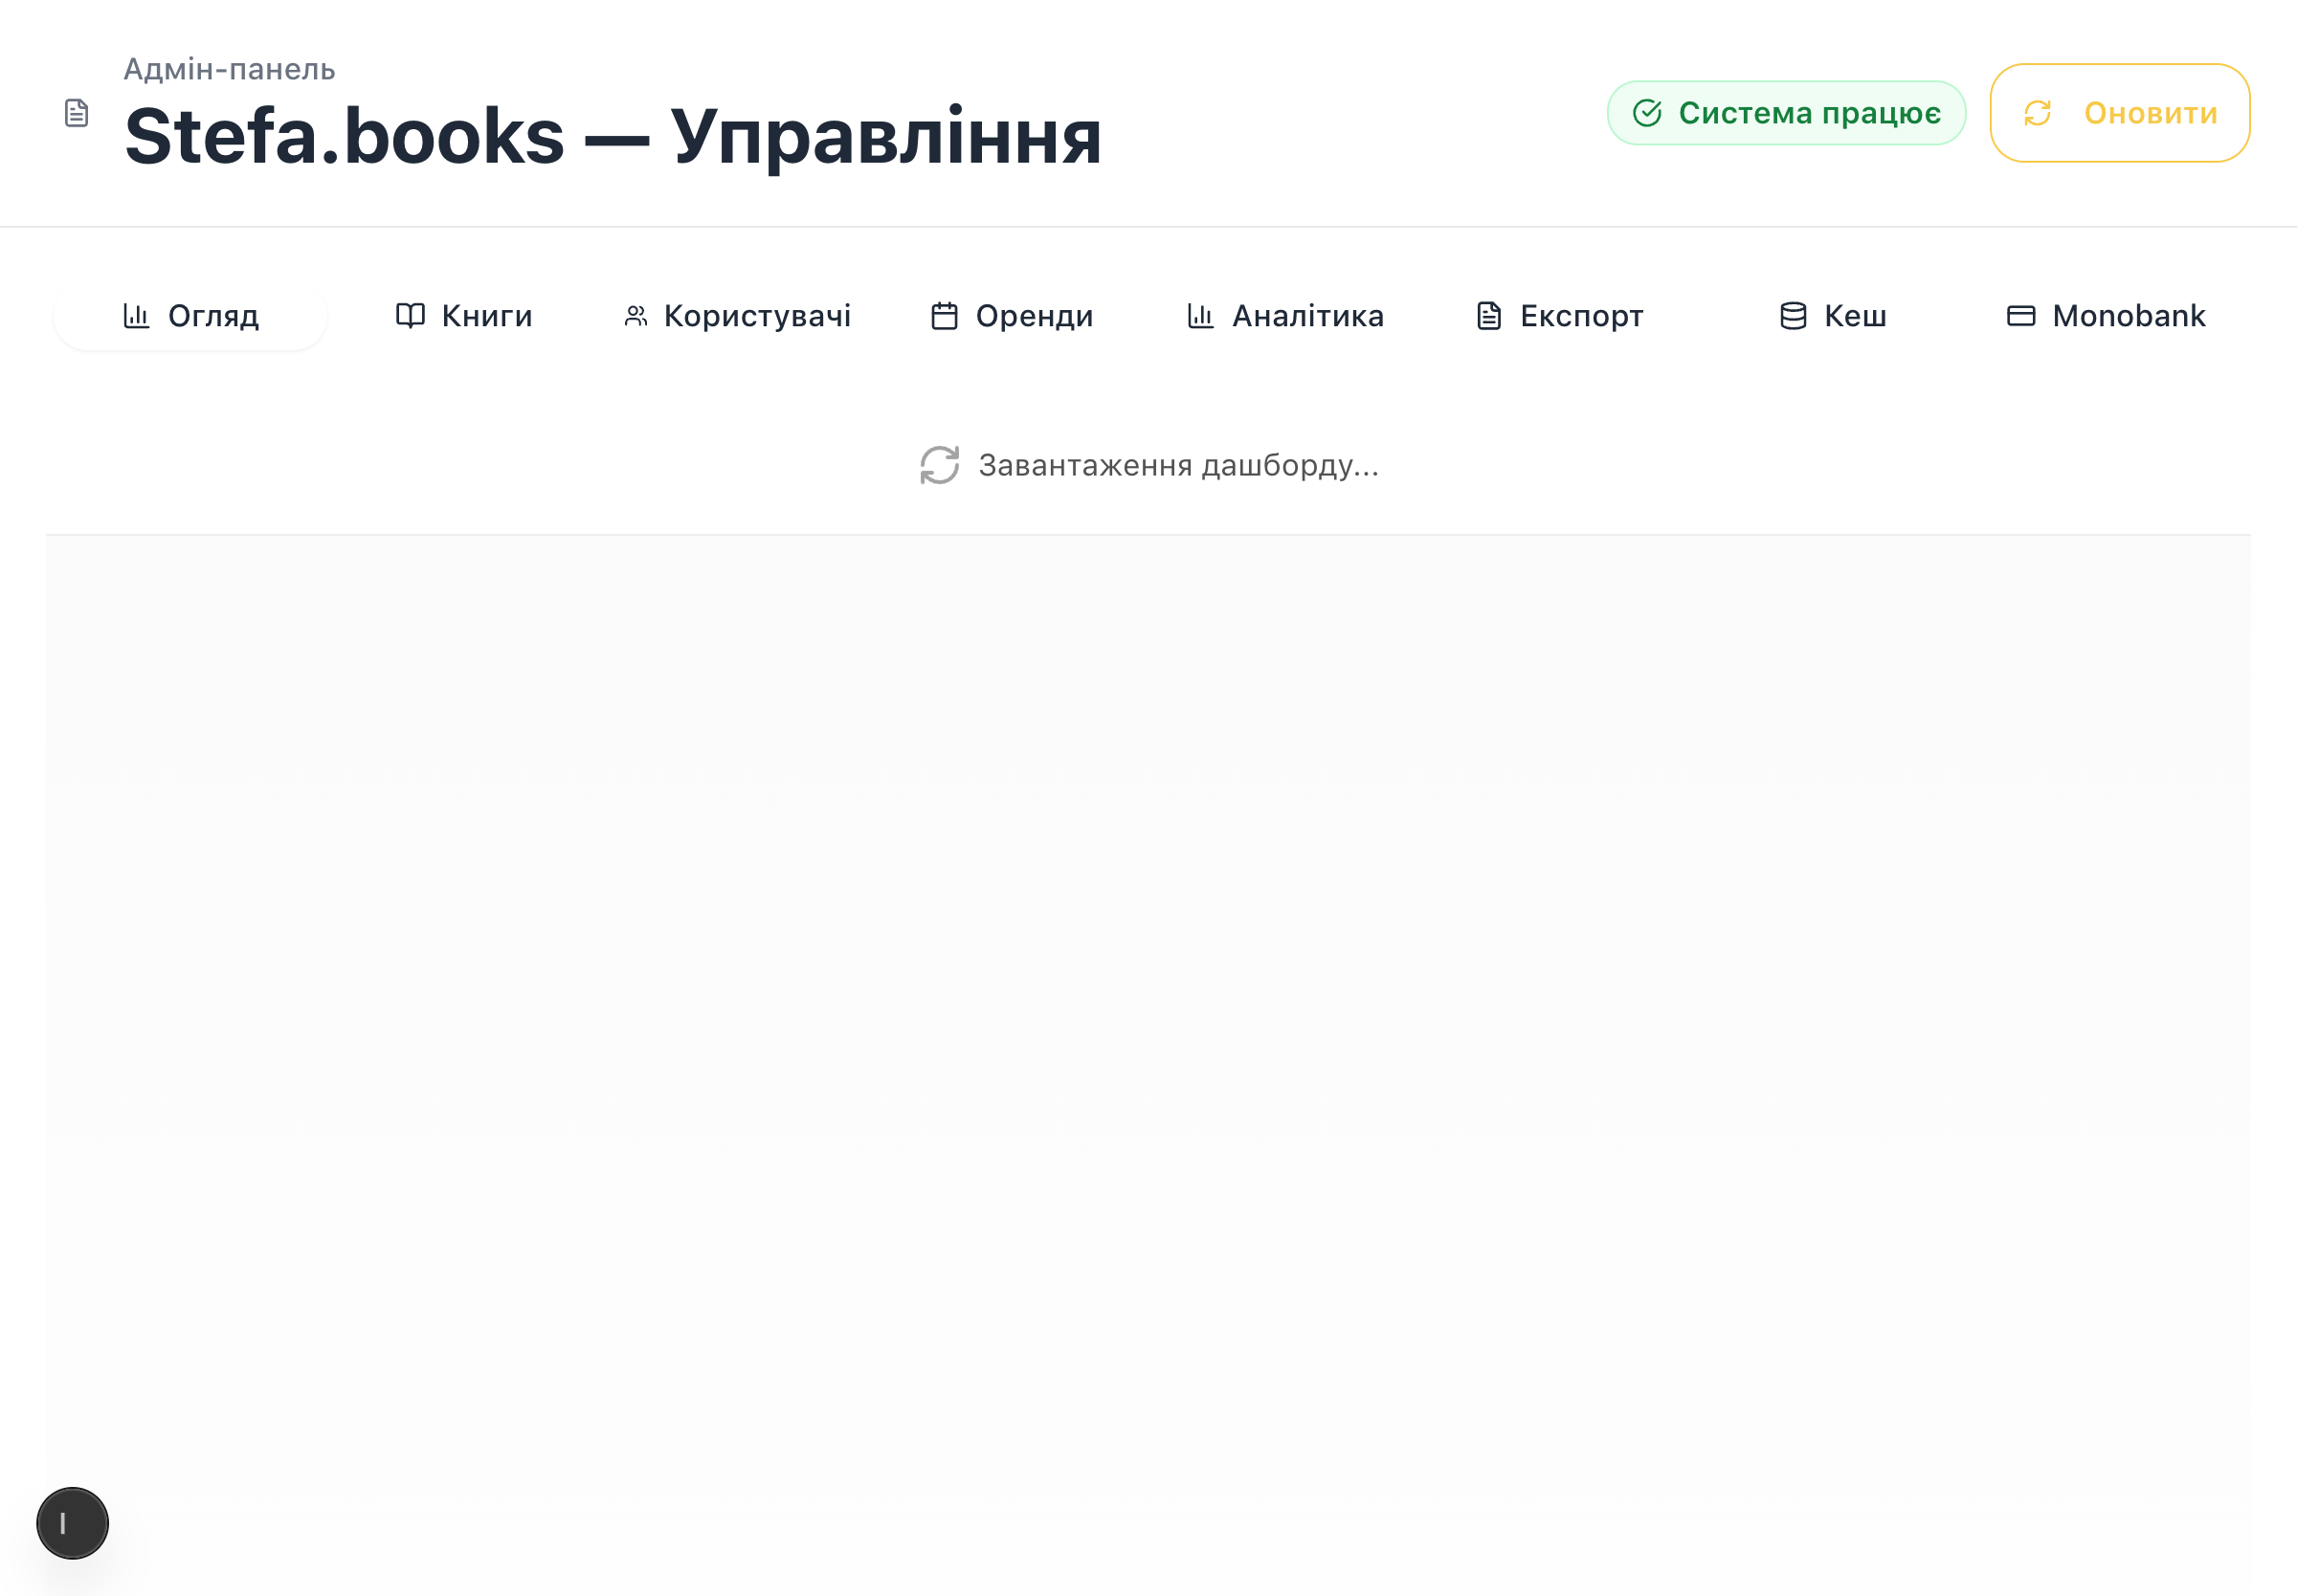 Адмін-панель
Stefa.books — Управління
Система працює
Оновити
Огляд
Книги
Користувачі
Оренди
Аналітика
Експорт
Кеш
Monobank
Завантаження дашборду...